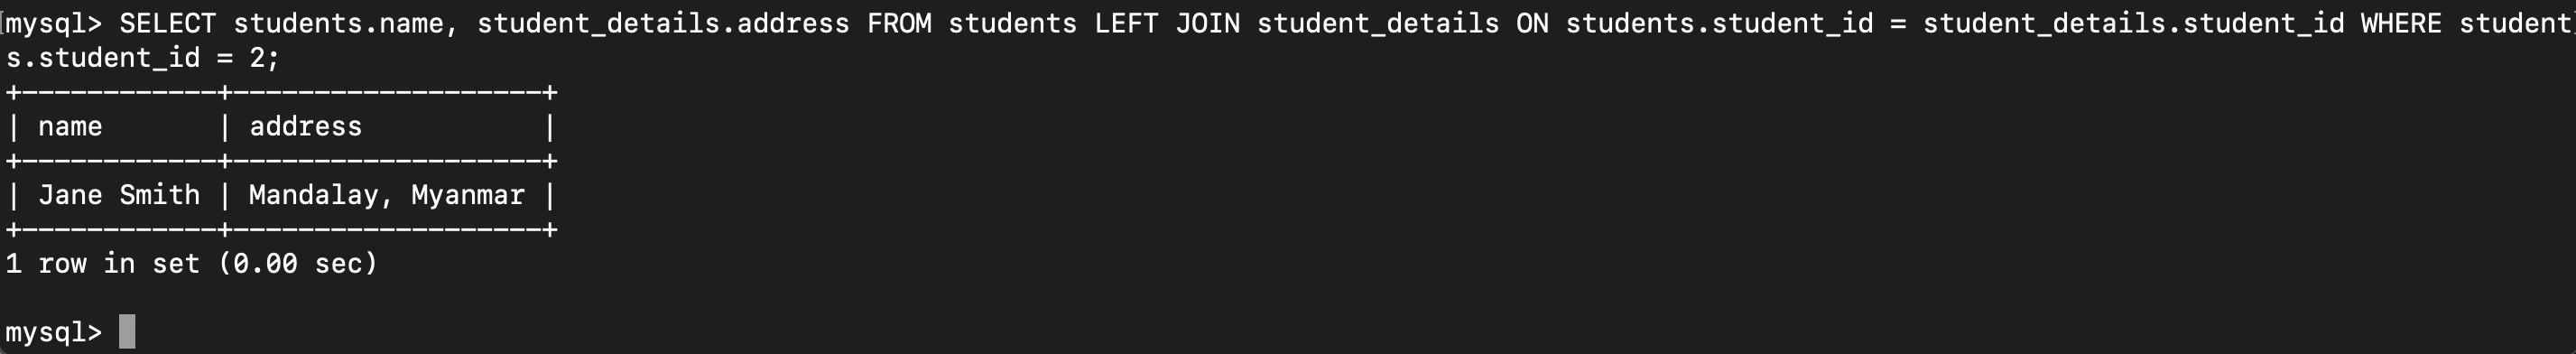 mysql> SELECT students.name, student_details.address FROM students LEFT JOIN student_details ON students.student_id = student_details.student_id WHERE student
s.student_id = 2;
+------------+-------------------+
| name       | address           |
+------------+-------------------+
| Jane Smith | Mandalay, Myanmar |
+------------+-------------------+
1 row in set (0.00 sec)
mysql>